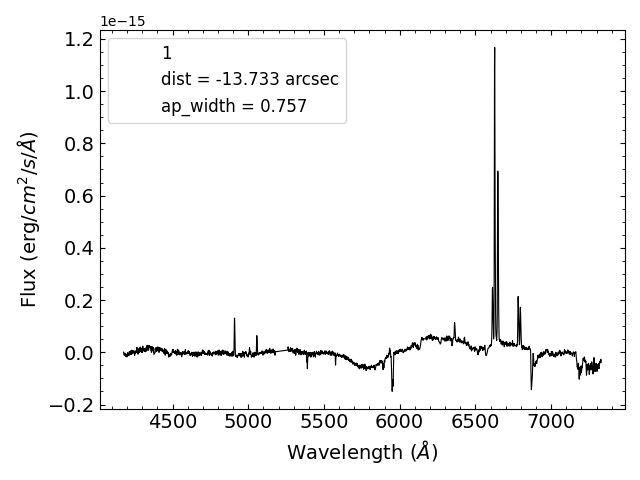 1e−15
1
dist = -13.733 arcsec
ap_width = 0.757
1.2
1.0
0.8
0.6
0.4
0.2
0.0
−0.2
Flux (erg/cm²/s/Å)
4500 5000 5500 6000 6500 7000
Wavelength (Å)